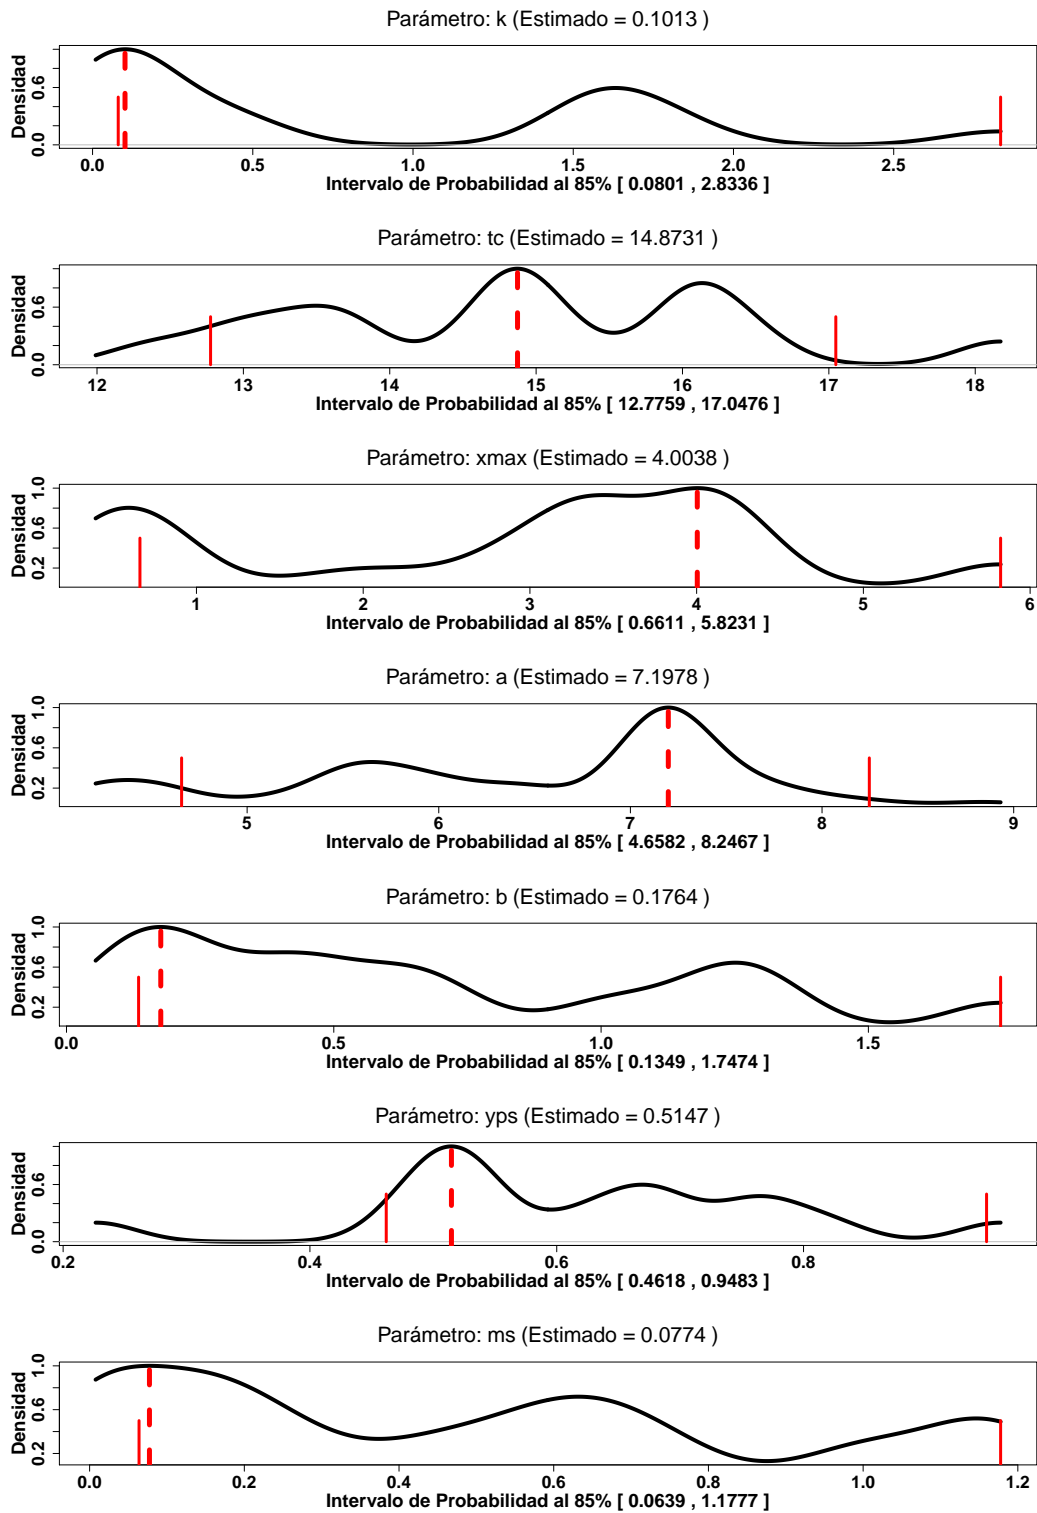 Parámetro: k (Estimado = 0.1013 )
Densidad
0.0 0.6
0.0 0.5 1.0 1.5 2.0 2.5
Intervalo de Probabilidad al 85% [ 0.0801 , 2.8336 ]
Parámetro: tc (Estimado = 14.8731 )
Densidad
0.0 0.6
12 13 14 15 16 17 18
Intervalo de Probabilidad al 85% [ 12.7759 , 17.0476 ]
Parámetro: xmax (Estimado = 4.0038 )
Densidad
0.2 0.6 1.0
1 2 3 4 5 6
Intervalo de Probabilidad al 85% [ 0.6611 , 5.8231 ]
Parámetro: a (Estimado = 7.1978 )
Densidad
0.2 0.6 1.0
5 6 7 8 9
Intervalo de Probabilidad al 85% [ 4.6582 , 8.2467 ]
Parámetro: b (Estimado = 0.1764 )
Densidad
0.2 0.6 1.0
0.0 0.5 1.0 1.5
Intervalo de Probabilidad al 85% [ 0.1349 , 1.7474 ]
Parámetro: yps (Estimado = 0.5147 )
Densidad
0.0 0.6
0.2 0.4 0.6 0.8
Intervalo de Probabilidad al 85% [ 0.4618 , 0.9483 ]
Parámetro: ms (Estimado = 0.0774 )
Densidad
0.2 0.6 1.0
0.0 0.2 0.4 0.6 0.8 1.0 1.2
Intervalo de Probabilidad al 85% [ 0.0639 , 1.1777 ]